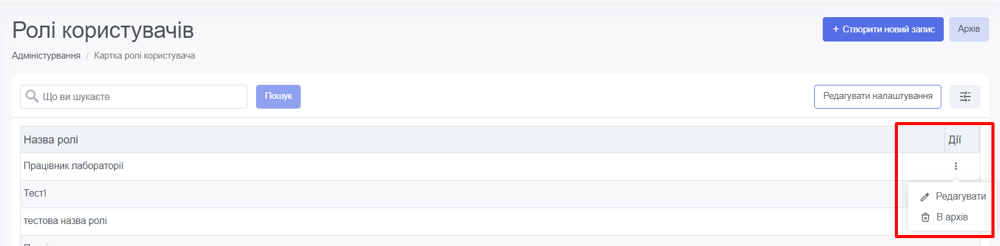 Ролі користувачів
+ Створити новий запис
Архів
Адміністрування / Картка ролі користувача
Що ви шукаєте
Пошук
Редагувати налаштування
Назва ролі
Дії
Працівник лабораторії
Тест1
Редагувати
тестова назва ролі
В архів